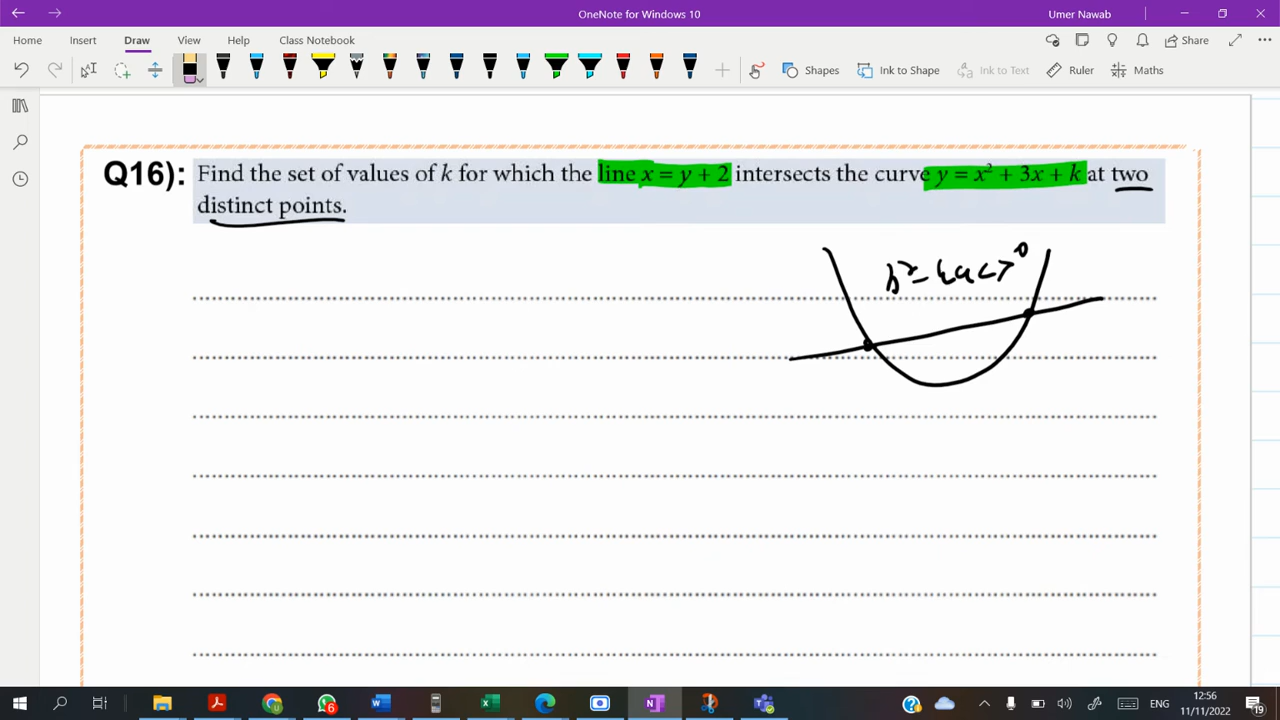 OneNote for Windows 10
Umer Nawab
Home Insert Draw View Help Class Notebook
Share
Shapes Ink to Shape Ink to Text Ruler Maths
Q16): Find the set of values of k for which the line x = y + 2 intersects the curve y = x² + 3x + k at two
distinct points.
b² - 4ac > 0
6
ENG
12:56
11/11/2022
19